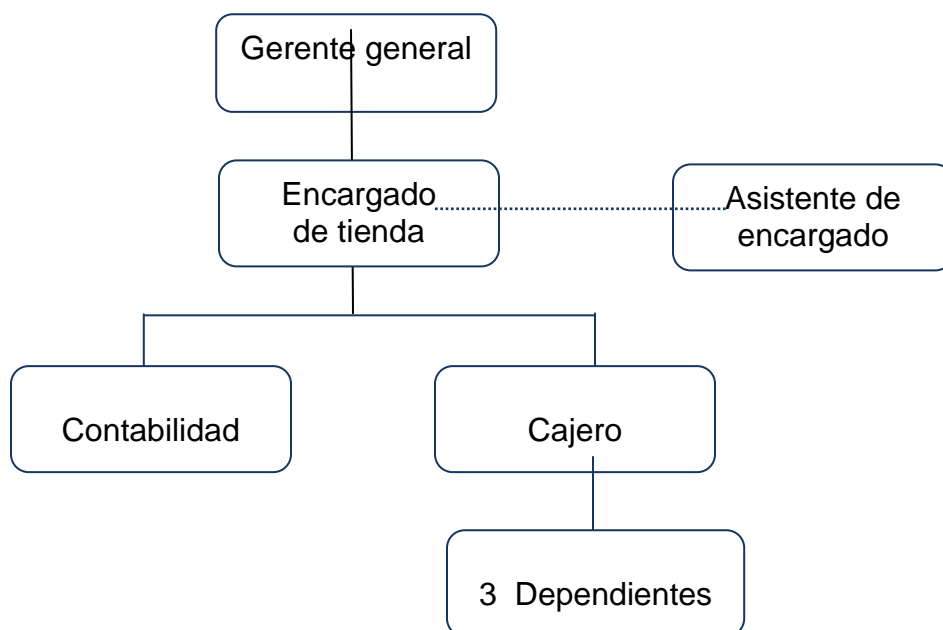 Gerente general
Encargado
de tienda
Asistente de
encargado
Contabilidad
Cajero
3 Dependientes